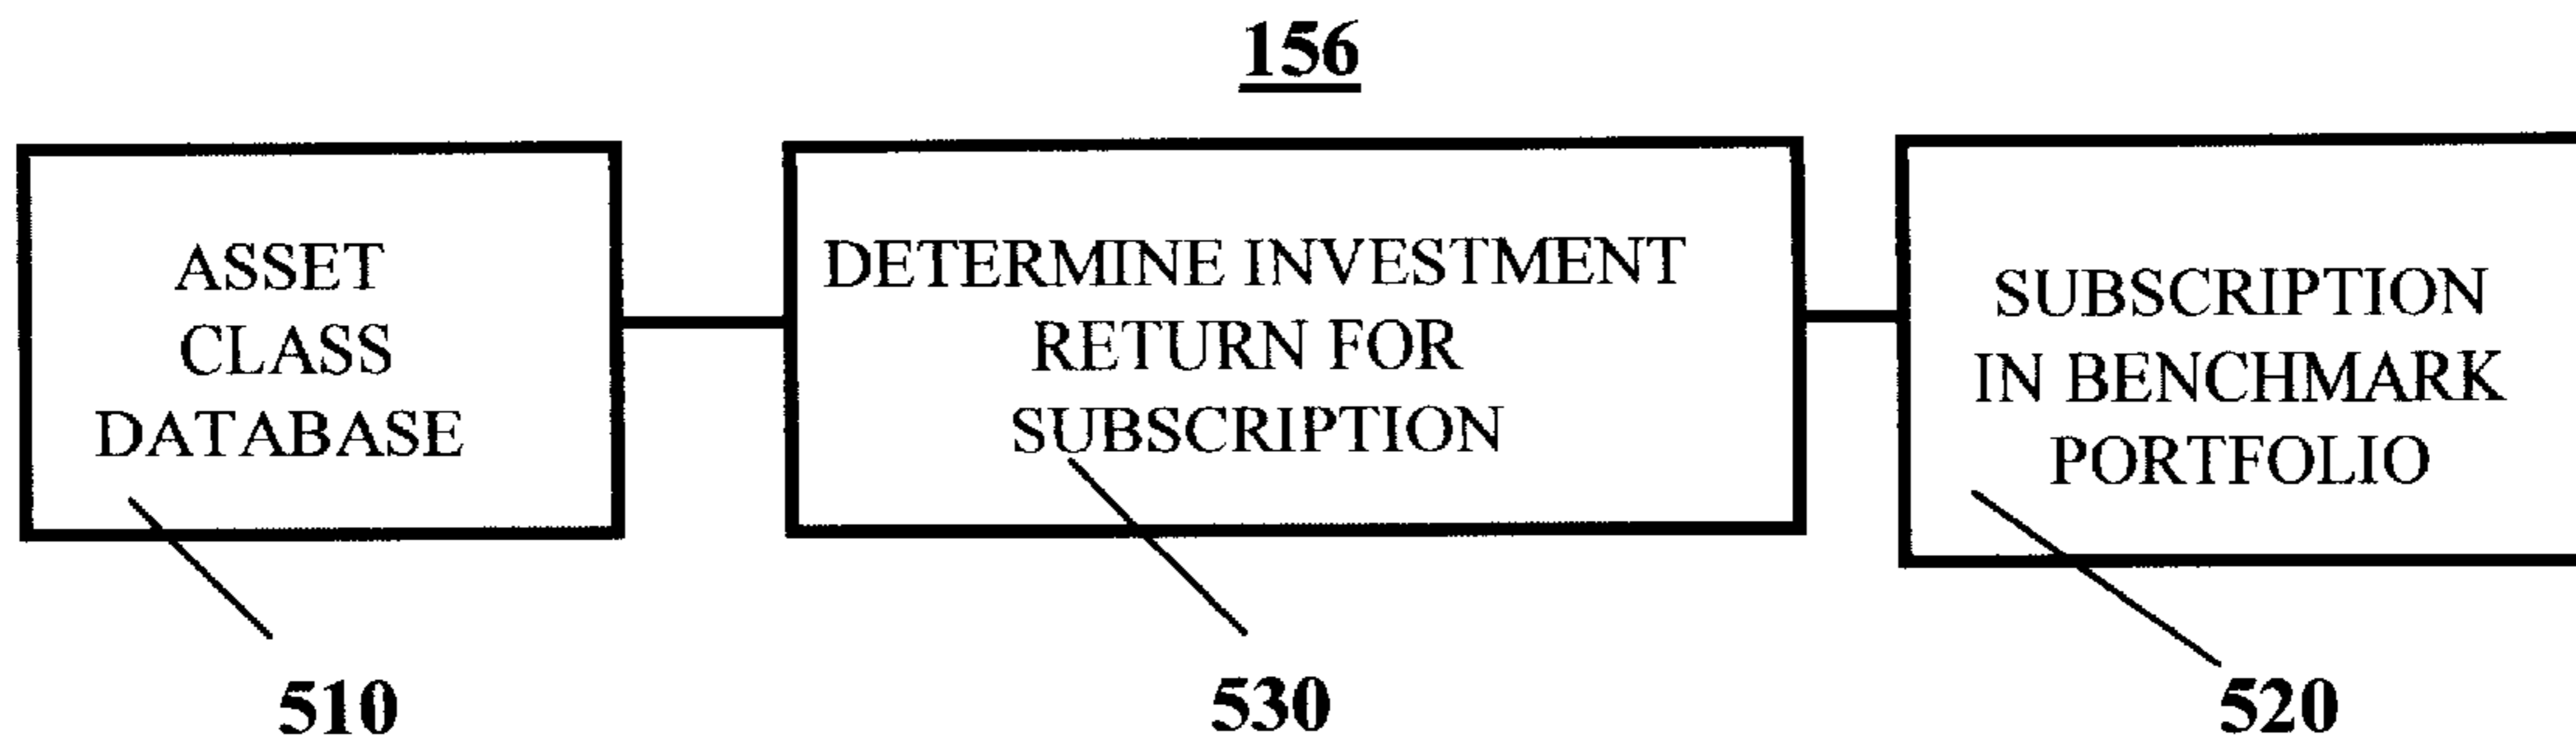 156
ASSET
CLASS
DATABASE
DETERMINE INVESTMENT
RETURN FOR
SUBSCRIPTION
SUBSCRIPTION
IN BENCHMARK
PORTFOLIO
510
530
520